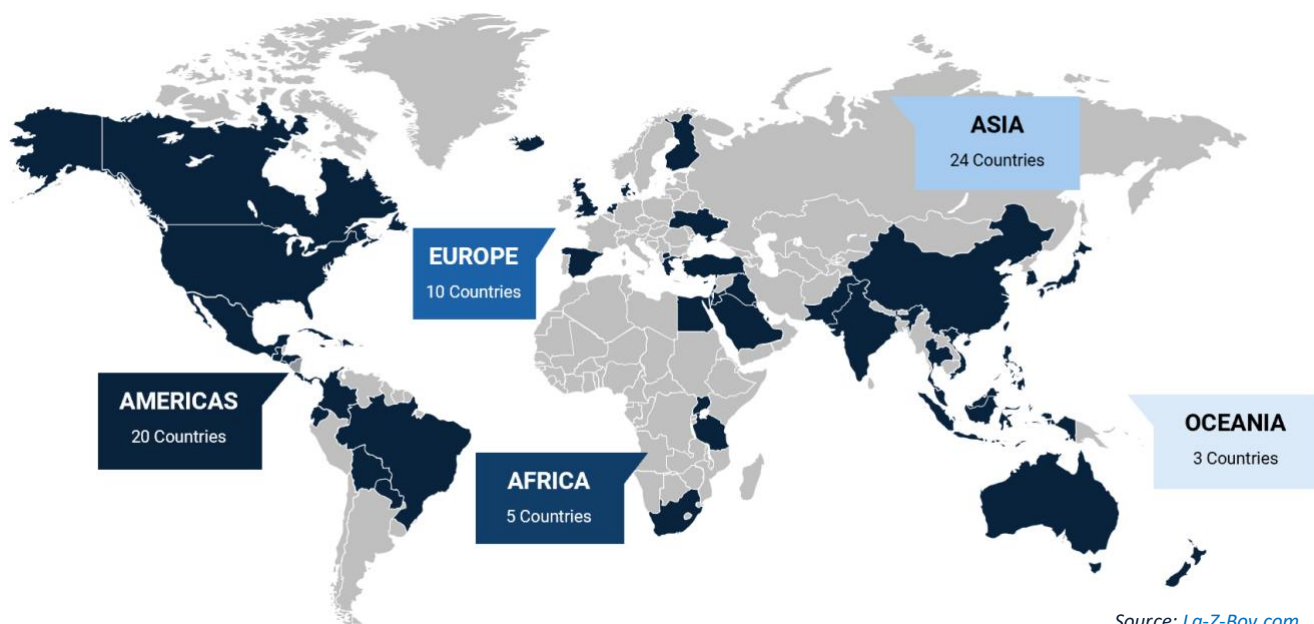 ASIA
24 Countries
EUROPE
10 Countries
AMERICAS
20 Countries
OCEANIA
3 Countries
AFRICA
5 Countries
Source: La-Z-Boy.com